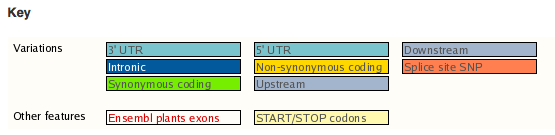 Key
Variations 3' UTR 5' UTR Downstream
Intronic Non-synonymous coding Splice site SNP
Synonymous coding Upstream
Other features Ensembl plants exons START/STOP codons